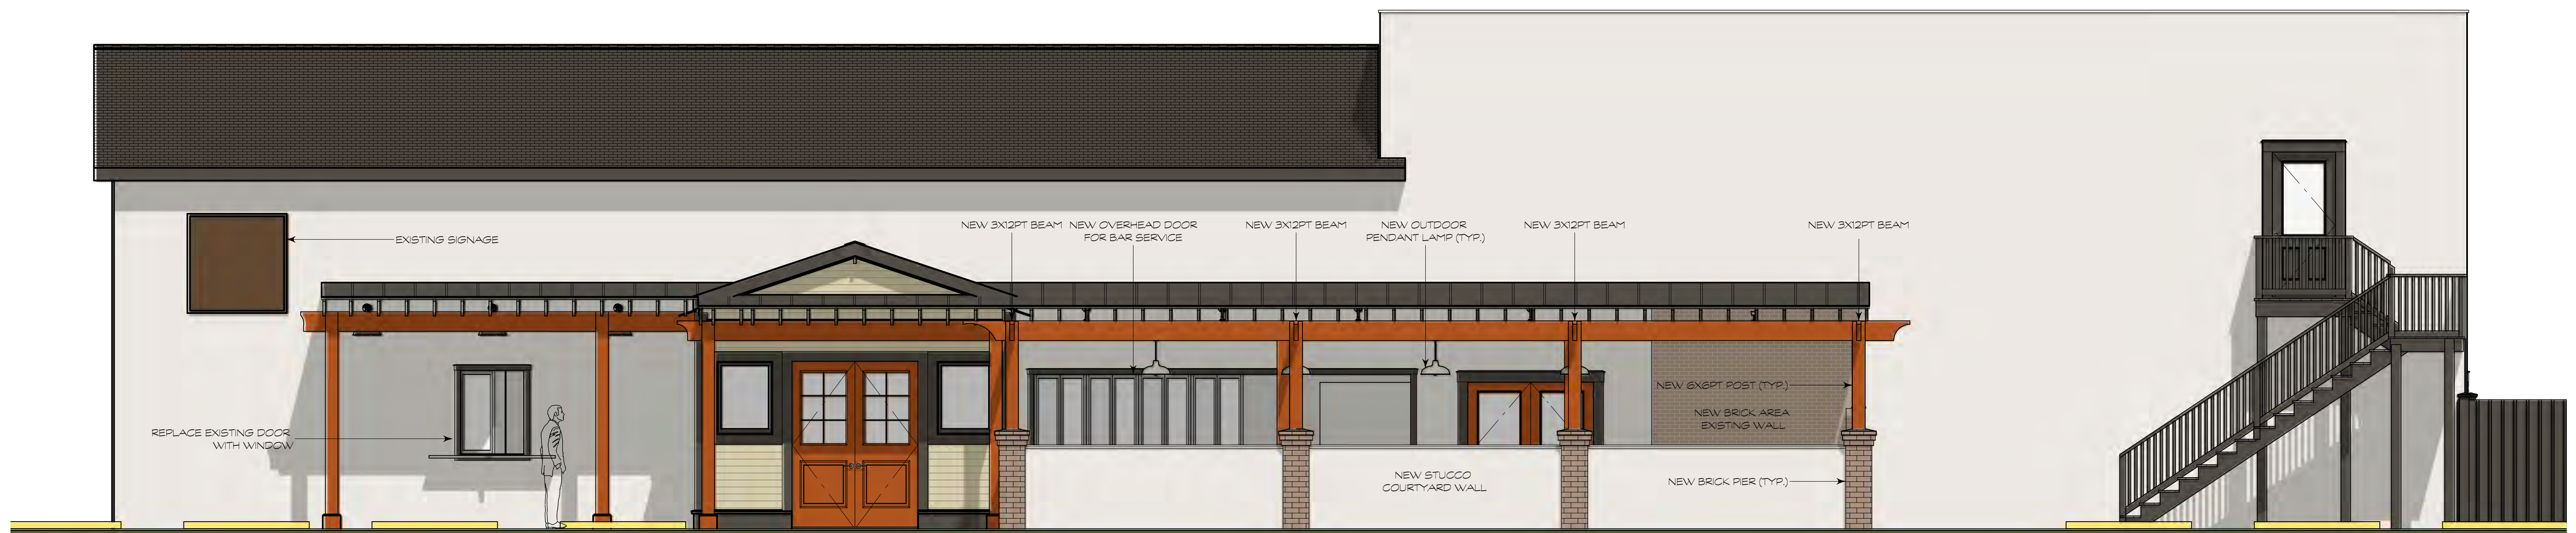 NEW 3X12PT BEAM
NEW OVERHEAD DOOR
FOR BAR SERVICE
NEW 3X12PT BEAM
NEW OUTDOOR
PENDANT LAMP (TYP.)
NEW 3X12PT BEAM
NEW 3X12PT BEAM
EXISTING SIGNAGE
REPLACE EXISTING DOOR
WITH WINDOW
NEW 6X6PT POST (TYP.)
NEW BRICK AREA
EXISTING WALL
NEW STUCCO
COURTYARD WALL
NEW BRICK PIER (TYP.)